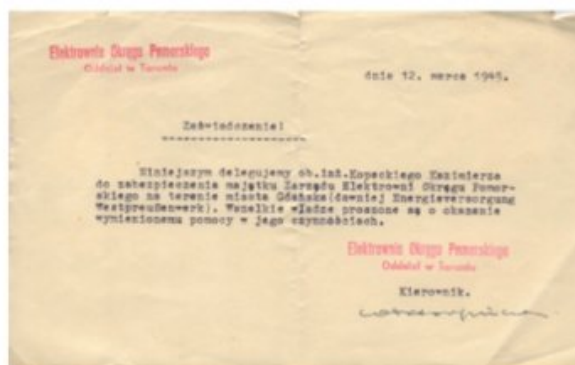 Elektrownie Okręgu Pomorskiego
Oddział w Toruniu
dnia 12. marca 1945.
Zaświadczenie!
Niniejszym delegujemy ob.inż.Kopeckiego Kazimierza
do zabezpieczenia majątku Zarządu Elektrowni Okręgu Pomor-
skiego na terenie miasta Gdańska(dawniej Energieversorgung
Westpreußenwerk). Wszelkie władze proszone są o okazanie
wymienionemu pomocy w jego czynnościach.
Elektrownie Okręgu Pomorskiego
Oddział w Toruniu
Kierownik.